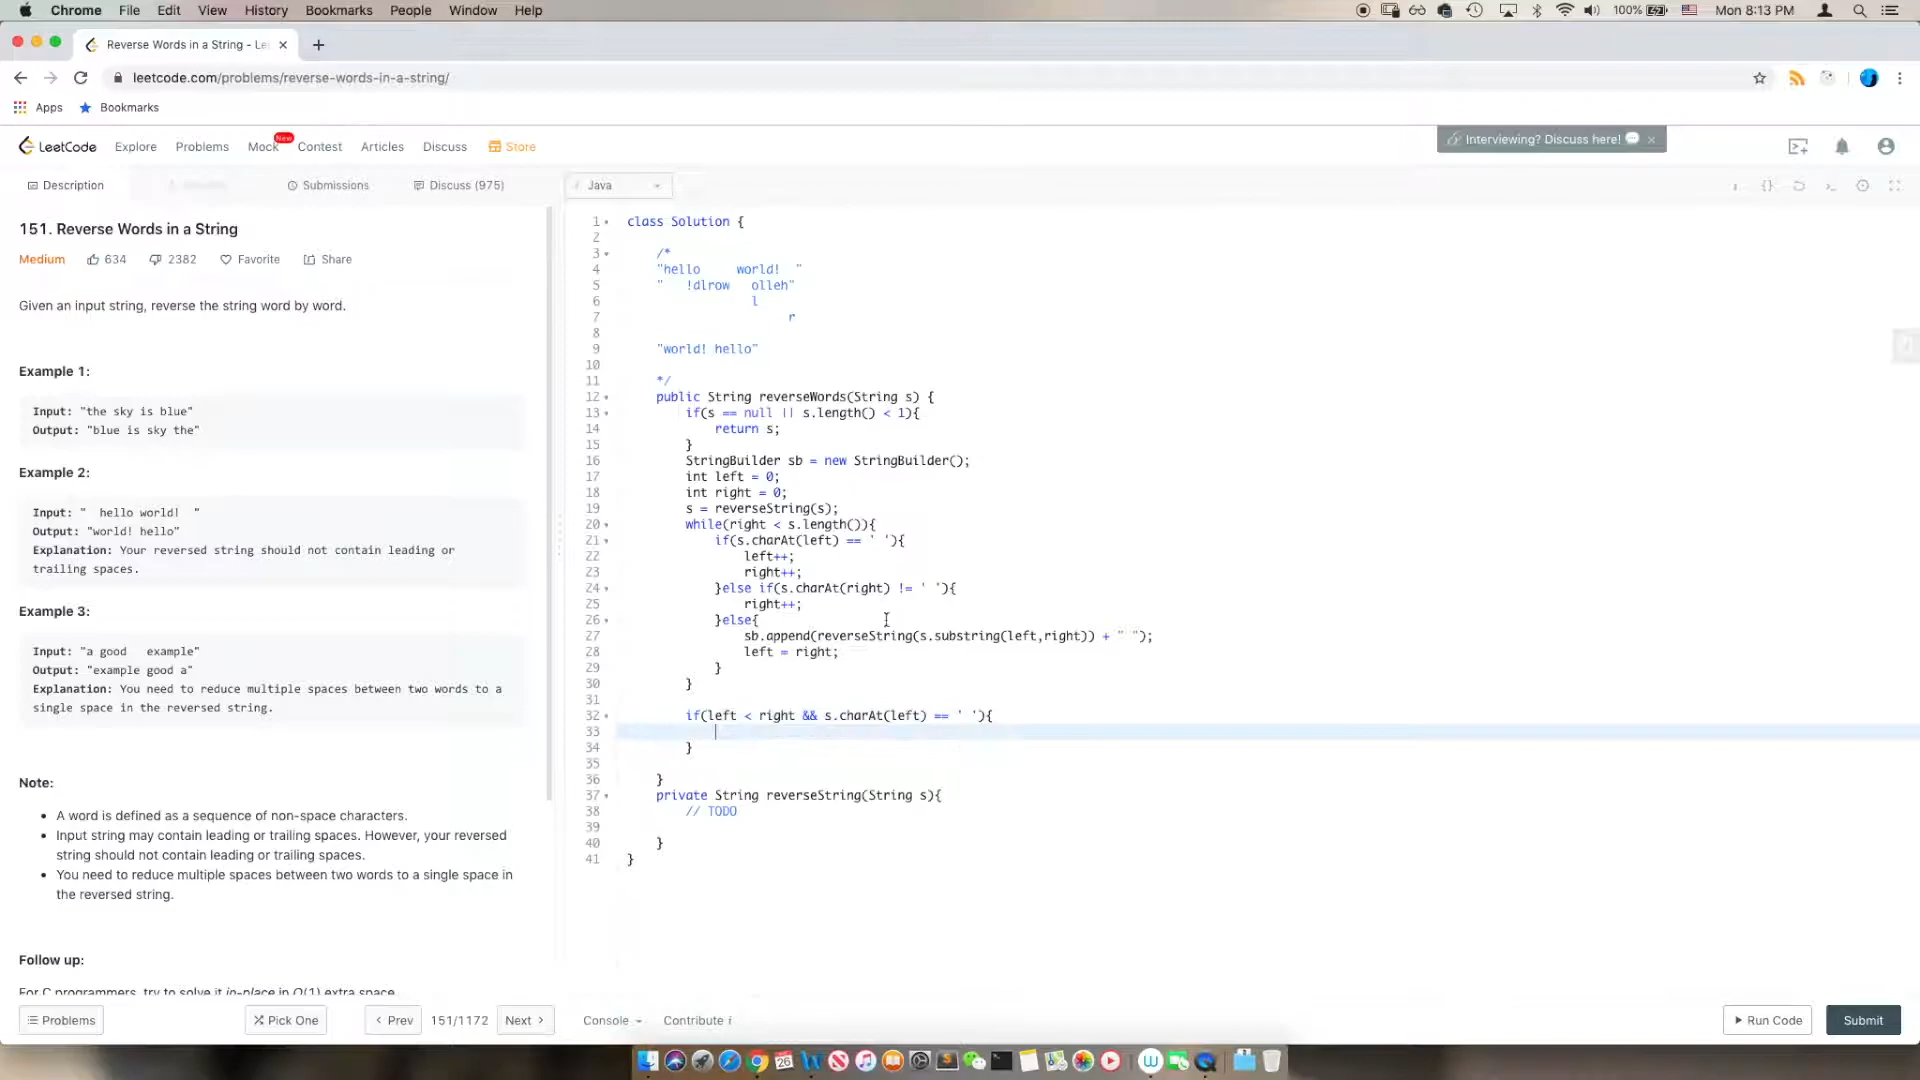 Chrome File Edit View History Bookmarks People Window Help 100% Mon 8:13 PM
Reverse Words in a String - Le
leetcode.com/problems/reverse-words-in-a-string/
Apps Bookmarks
LeetCode Explore Problems Mock New Contest Articles Discuss Store Interviewing? Discuss here!
Description Submissions Discuss (975) Java
151. Reverse Words in a String
Medium 634 2382 Favorite Share
Given an input string, reverse the string word by word.
Example 1:
Input: "the sky is blue"
Output: "blue is sky the"
Example 2:
Input: "  hello world!  "
Output: "world! hello"
Explanation: Your reversed string should not contain leading or
trailing spaces.
Example 3:
Input: "a good   example"
Output: "example good a"
Explanation: You need to reduce multiple spaces between two words to a
single space in the reversed string.
Note:
• A word is defined as a sequence of non-space characters.
• Input string may contain leading or trailing spaces. However, your reversed
string should not contain leading or trailing spaces.
• You need to reduce multiple spaces between two words to a single space in
the reversed string.
Follow up:
For C programmers, try to solve it in-place in O(1) extra space.
1 class Solution {
2
3 /*
4 "hello     world!  "
5 "   !dlrow   olleh"
6 l
7 r
8
9 "world! hello"
10
11 */
12 public String reverseWords(String s) {
13 if(s == null || s.length() < 1){
14 return s;
15 }
16 StringBuilder sb = new StringBuilder();
17 int left = 0;
18 int right = 0;
19 s = reverseString(s);
20 while(right < s.length()){
21 if(s.charAt(left) == ' '){
22 left++;
23 right++;
24 }else if(s.charAt(right) != ' '){
25 right++;
26 }else{
27 sb.append(reverseString(s.substring(left,right)) + " ");
28 left = right;
29 }
30 }
31
32 if(left < right && s.charAt(left) == ' '){
33
34 }
35
36 }
37 private String reverseString(String s){
38 // TODO
39
40 }
41 }
Problems Pick One Prev 151/1172 Next Console Contribute i Run Code Submit
26